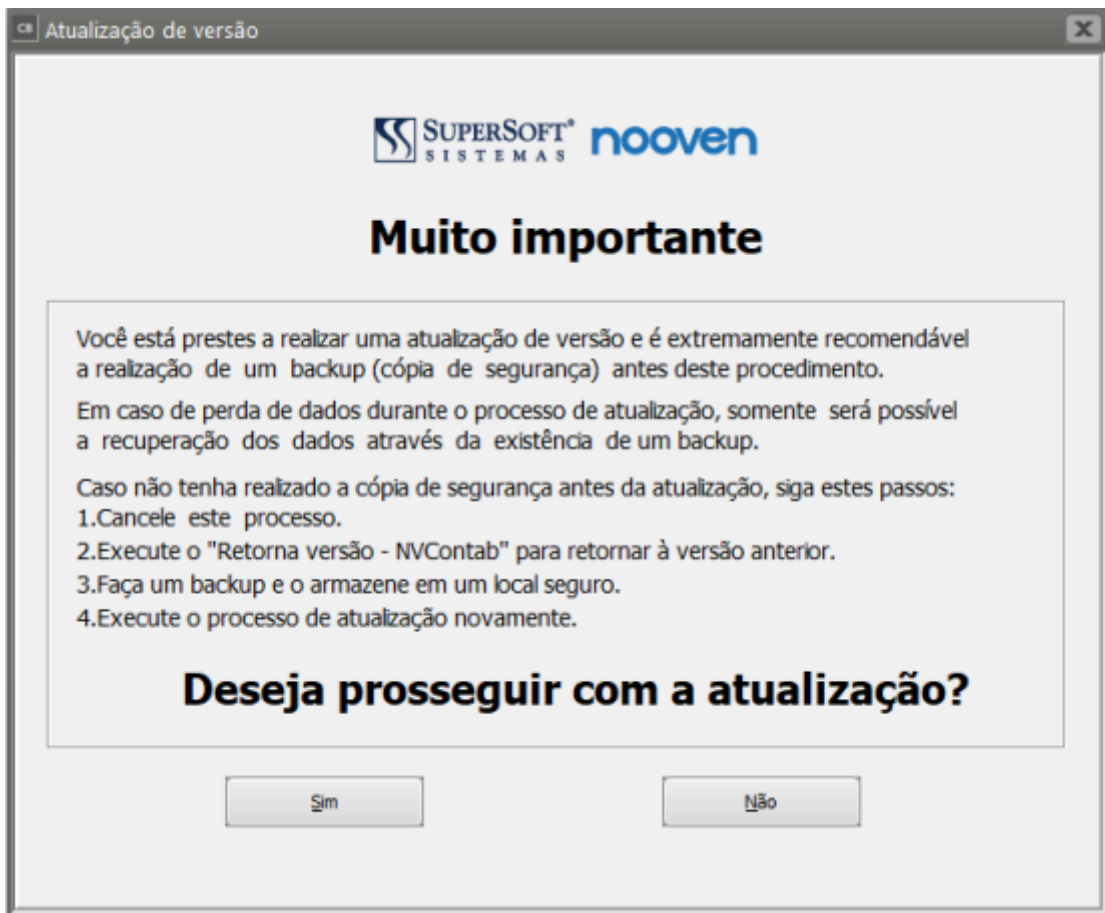 CB Atualização de versão
SUPERSOFT® nooven
SISTEMAS
Muito importante
Você está prestes a realizar uma atualização de versão e é extremamente recomendável
a realização de um backup (cópia de segurança) antes deste procedimento.
Em caso de perda de dados durante o processo de atualização, somente será possível
a recuperação dos dados através da existência de um backup.
Caso não tenha realizado a cópia de segurança antes da atualização, siga estes passos:
1.Cancele este processo.
2.Execute o "Retorna versão - NVContab" para retornar à versão anterior.
3.Faça um backup e o armazene em um local seguro.
4.Execute o processo de atualização novamente.
Deseja prosseguir com a atualização?
Sim Não